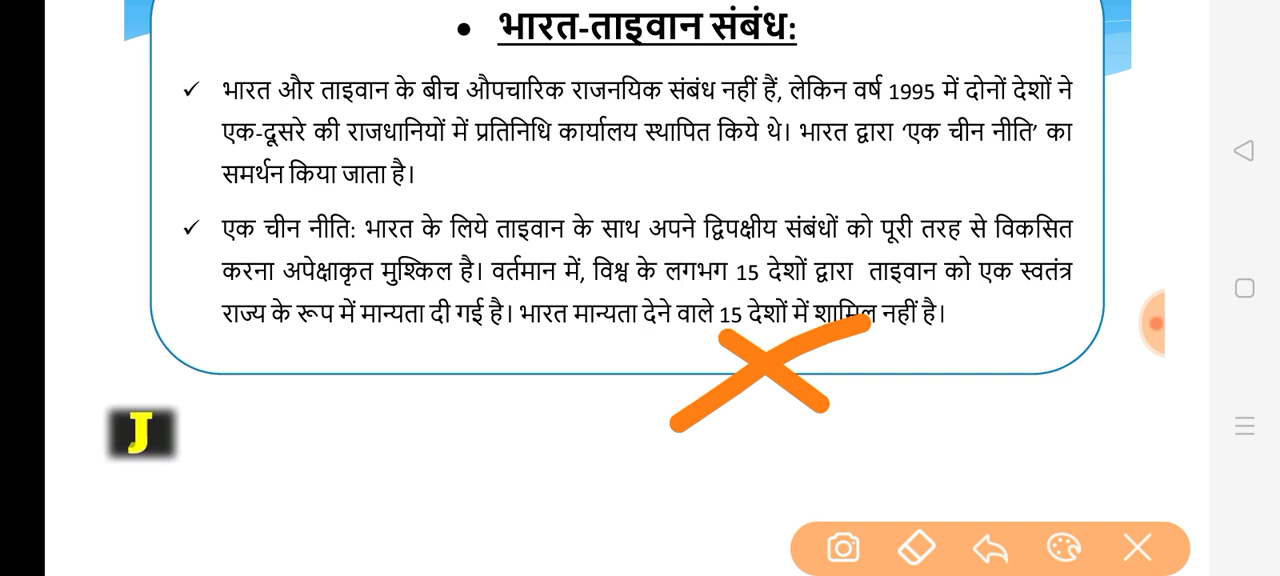 • भारत-ताइवान संबंध:
✓ भारत और ताइवान के बीच औपचारिक राजनयिक संबंध नहीं हैं, लेकिन वर्ष 1995 में दोनों देशों ने
एक-दूसरे की राजधानियों में प्रतिनिधि कार्यालय स्थापित किये थे। भारत द्वारा ‘एक चीन नीति’ का
समर्थन किया जाता है।
✓ एक चीन नीति: भारत के लिये ताइवान के साथ अपने द्विपक्षीय संबंधों को पूरी तरह से विकसित
करना अपेक्षाकृत मुश्किल है। वर्तमान में, विश्व के लगभग 15 देशों द्वारा ताइवान को एक स्वतंत्र
राज्य के रूप में मान्यता दी गई है। भारत मान्यता देने वाले 15 देशों में शामिल नहीं है।
J